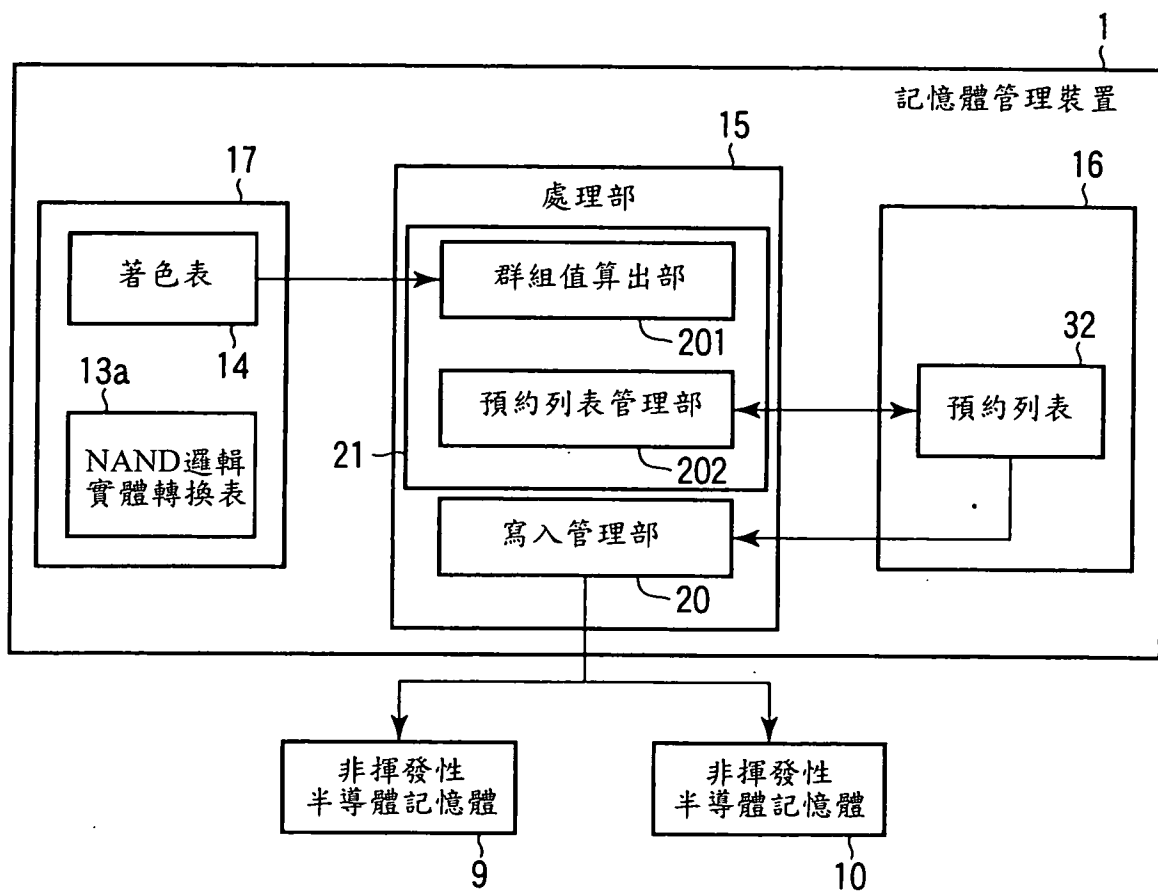 1
記憶體管理裝置
15
17
16
處理部
著色表
群組值算出部
14
201
32
13a
預約列表管理部
預約列表
21
202
NAND邏輯
實體轉換表
寫入管理部
20
非揮發性
半導體記憶體
非揮發性
半導體記憶體
9
10